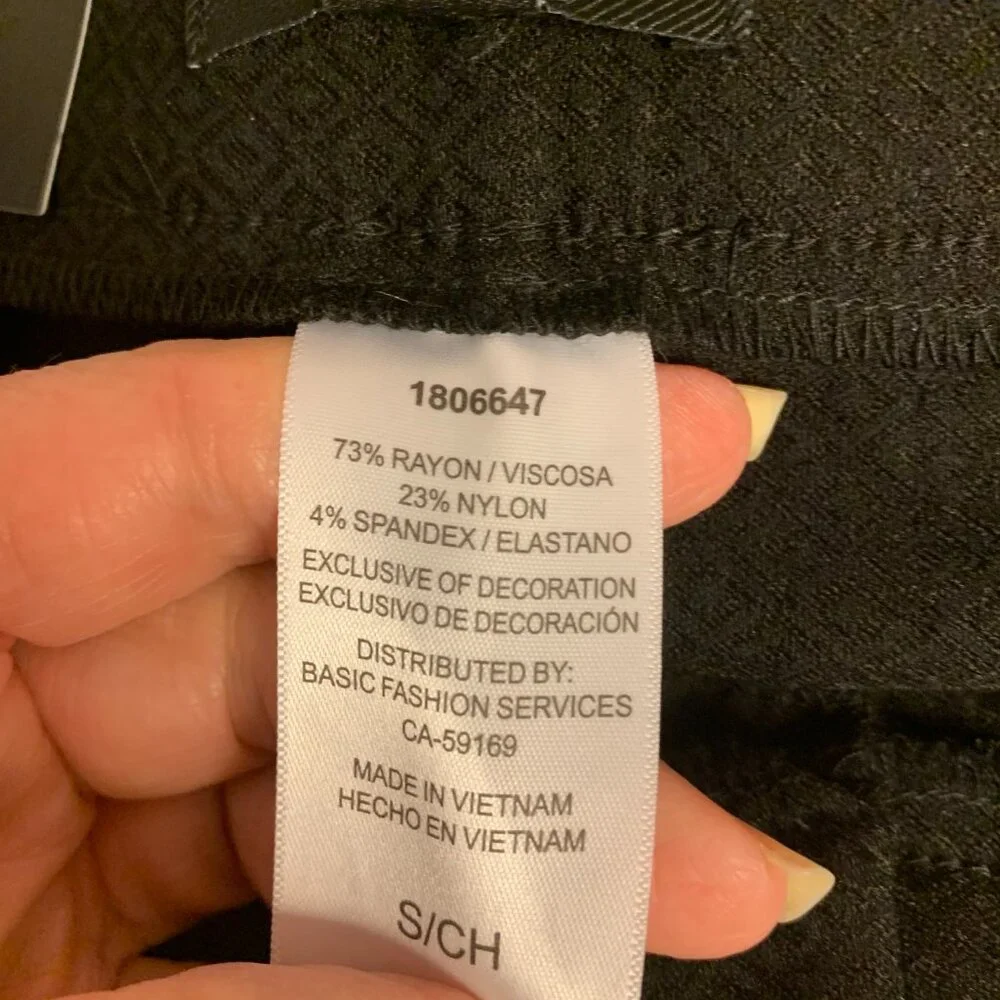 1806647
73% RAYON / VISCOSA
23% NYLON
4% SPANDEX / ELASTANO
EXCLUSIVE OF DECORATION
EXCLUSIVO DE DECORACIÓN
DISTRIBUTED BY:
BASIC FASHION SERVICES
CA-59169
MADE IN VIETNAM
HECHO EN VIETNAM
S/CH